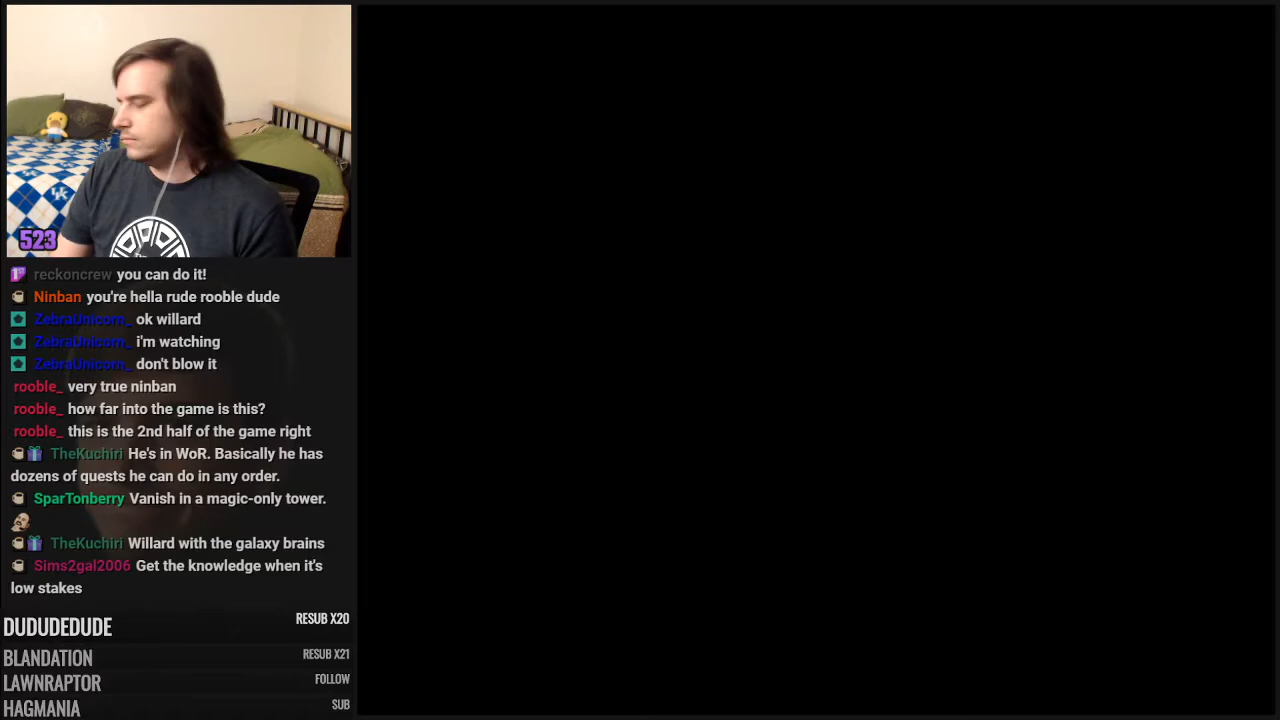 UK
523
reckoncrew you can do it!
Ninban you're hella rude rooble dude
ZebraUnicorn_ ok willard
ZebraUnicorn_ i'm watching
ZebraUnicorn_ don't blow it
rooble_ very true ninban
rooble_ how far into the game is this?
rooble_ this is the 2nd half of the game right
TheKuchiri He's in WoR. Basically he has
dozens of quests he can do in any order.
SparTonberry Vanish in a magic-only tower.
TheKuchiri Willard with the galaxy brains
Sims2gal2006 Get the knowledge when it's
low stakes
DUDUDEDUDE RESUB X20
BLANDATION RESUB X21
LAWNRAPTOR FOLLOW
HAGMANIA SUB